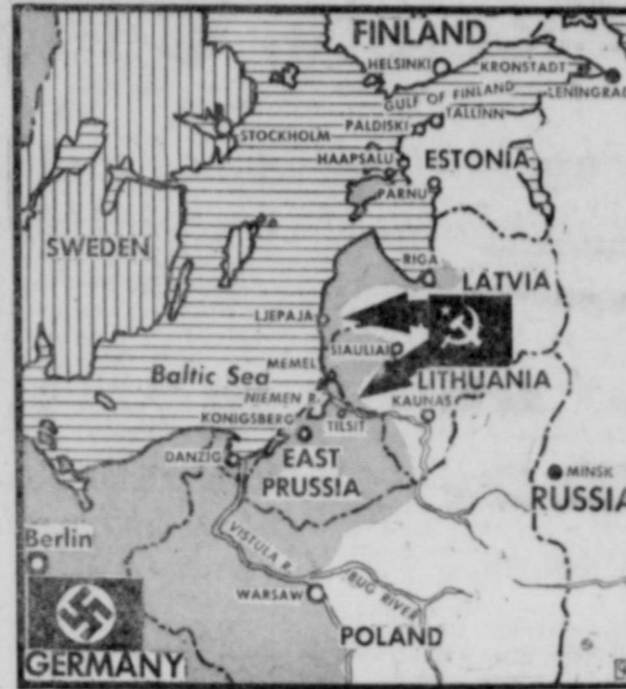 FINLAND
HELSINKI
KRONSTADT
LENINGRAD
GULF OF FINLAND
TALLINN
STOCKHOLM
PALDISKI
HAAPSALU
ESTONIA
PARNU
SWEDEN
RIGA
LATVIA
LJEPAJA
SIAULIAI
MEMEL
Baltic Sea
LITHUANIA
NIEMEN R.
KAUNAS
KONIGSBERG
TILSIT
DANZIG
EAST
PRUSSIA
MINSK
RUSSIA
Berlin
VISTULA R.
BUG RIVER
WARSAW
POLAND
GERMANY